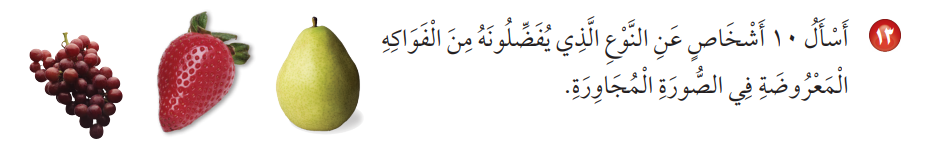 ١٣ أَسْأَلُ ١٠ أَشْخَاصٍ عَنِ النَّوْعِ الَّذِي يُفَضِّلُونَهُ مِنَ الْفَوَاكِهِ
الْمَعْرُوضَةِ فِي الصُّورَةِ الْمُجَاوِرَةِ.